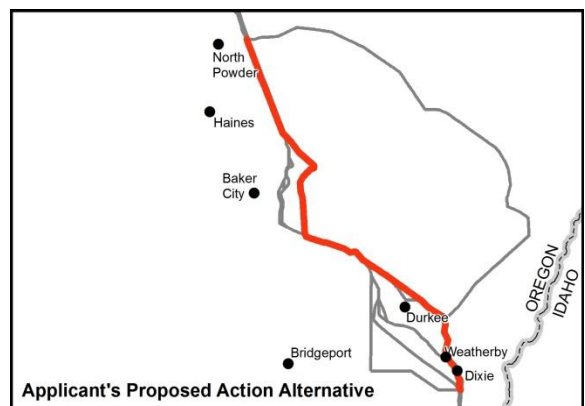 North
Powder
Haines
Baker
City
OREGON
IDAHO
Durkee
Weatherby
Dixie
Bridgeport
Applicant's Proposed Action Alternative